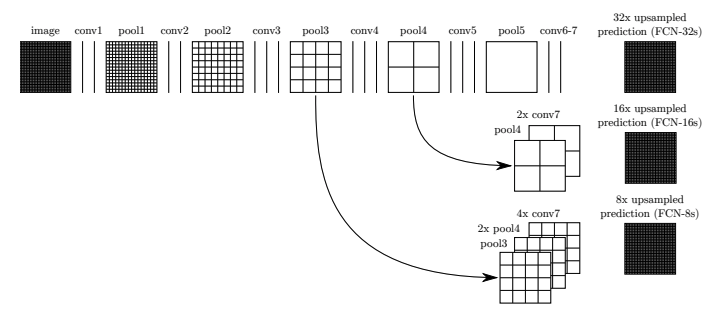 image conv1 pool1 conv2 pool2 conv3 pool3 conv4 pool4 conv5 pool5 conv6-7
32x upsampled
prediction (FCN-32s)
16x upsampled
prediction (FCN-16s)
2x conv7
pool4
8x upsampled
prediction (FCN-8s)
4x conv7
2x pool4
pool3